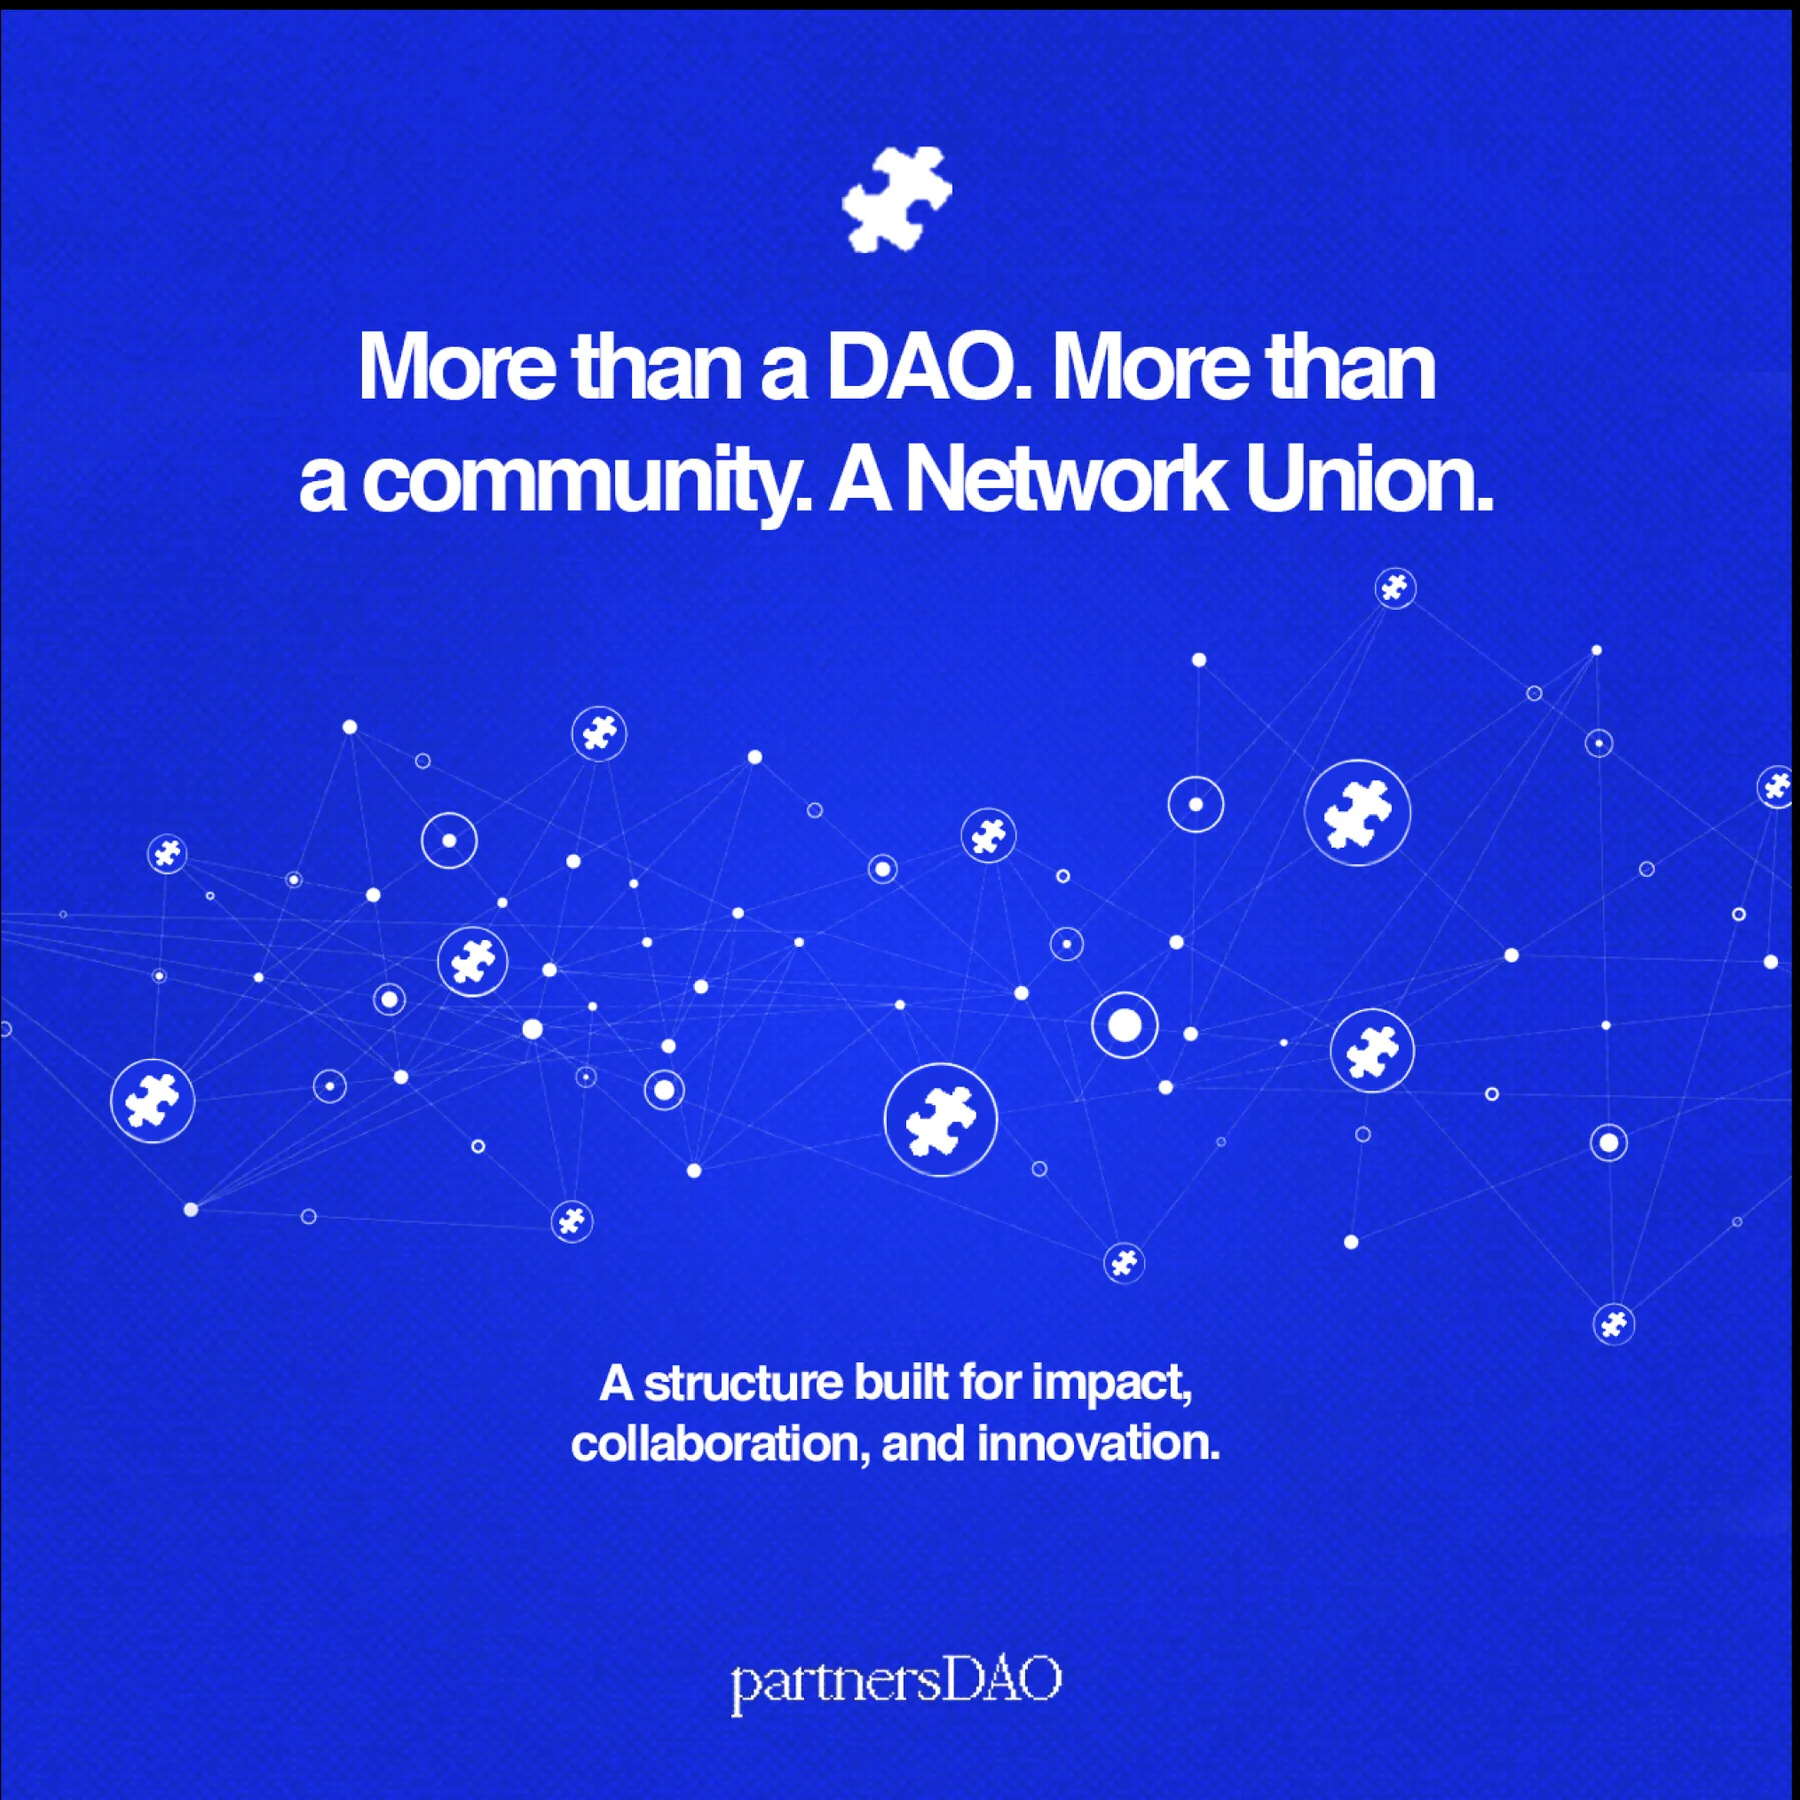 More than a DAO. More than
a community. A Network Union.
A structure built for impact,
collaboration, and innovation.
partnersDAO